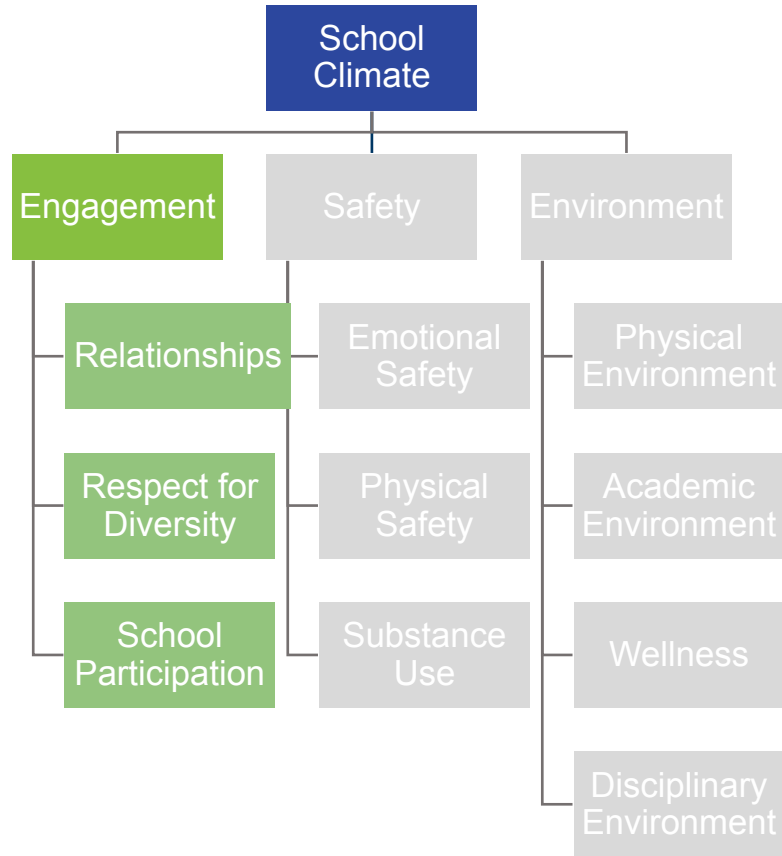 School
Climate
Engagement
Safety
Environment
Relationships
Emotional
Safety
Physical
Environment
Respect for
Diversity
Physical
Safety
Academic
Environment
School
Participation
Substance
Use
Wellness
Disciplinary
Environment